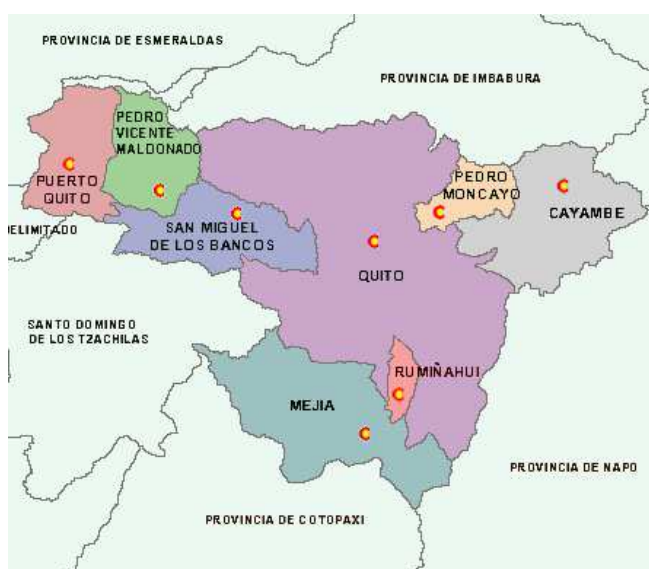 PROVINCIA DE ESMERALDAS
PROVINCIA DE IMBABURA
PEDRO
VICENTE
MALDONADO
PUERTO
QUITO
PEDRO
MONCAYO
CAYAMBE
ELIMITADO
SAN MIGUEL
DE LOS BANCOS
QUITO
SANTO DOMINGO
DE LOS TZACHILAS
RUMIÑAHUI
MEJIA
PROVINCIA DE NAPO
PROVINCIA DE COTOPAXI